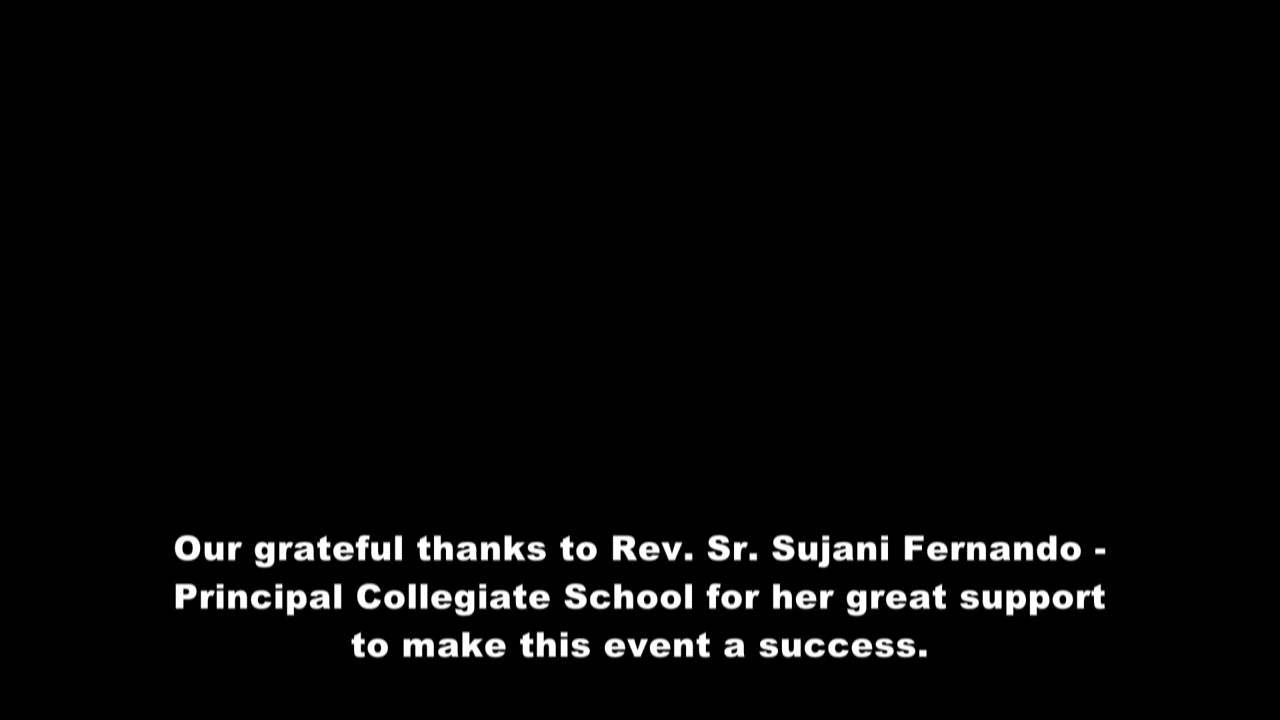 Our grateful thanks to Rev. Sr. Sujani Fernando -
Principal Collegiate School for her great support
to make this event a success.